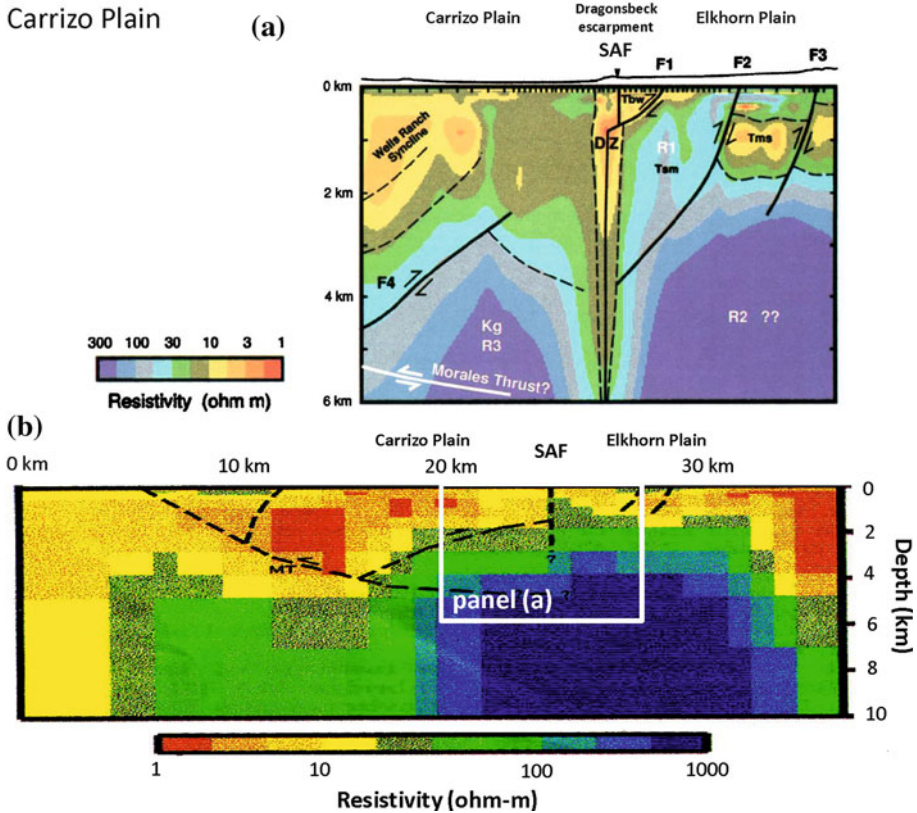 Carrizo Plain
(a)
Carrizo Plain
Dragonsbeck
escarpment
SAF
Elkhorn Plain
F1
F2
F3
0 km
2 km
4 km
6 km
Wells Ranch
Syncline
Tbw
D Z
R1
Tsm
Tms
F4
Kg
R3
R2 ??
Morales Thrust?
300 100 30 10 3 1
Resistivity (ohm m)
(b)
Carrizo Plain
SAF
Elkhorn Plain
0 km
10 km
20 km
30 km
MT
?
?
panel (a)
0
2
4
6
8
10
Depth (km)
1 10 100 1000
Resistivity (ohm-m)